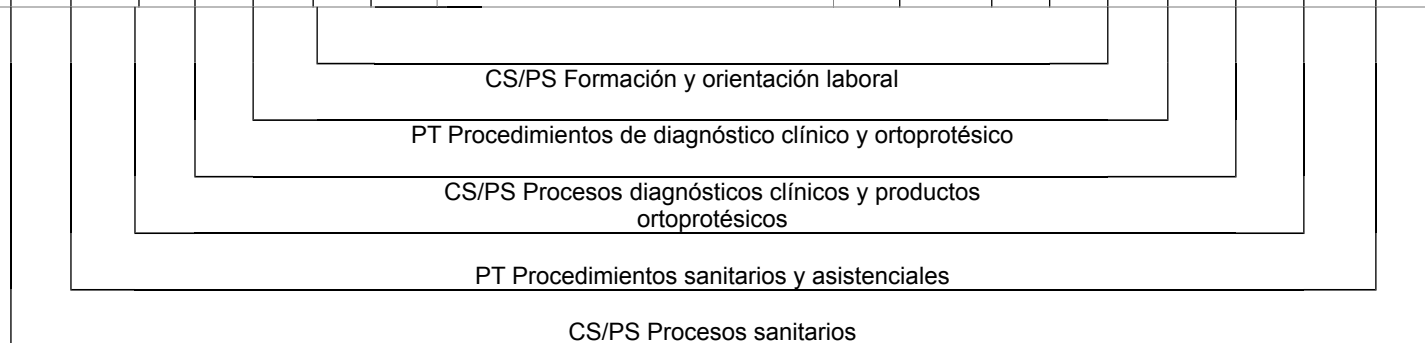 CS/PS Formación y orientación laboral
PT Procedimientos de diagnóstico clínico y ortoprotésico
CS/PS Procesos diagnósticos clínicos y productos
ortoprotésicos
PT Procedimientos sanitarios y asistenciales
CS/PS Procesos sanitarios